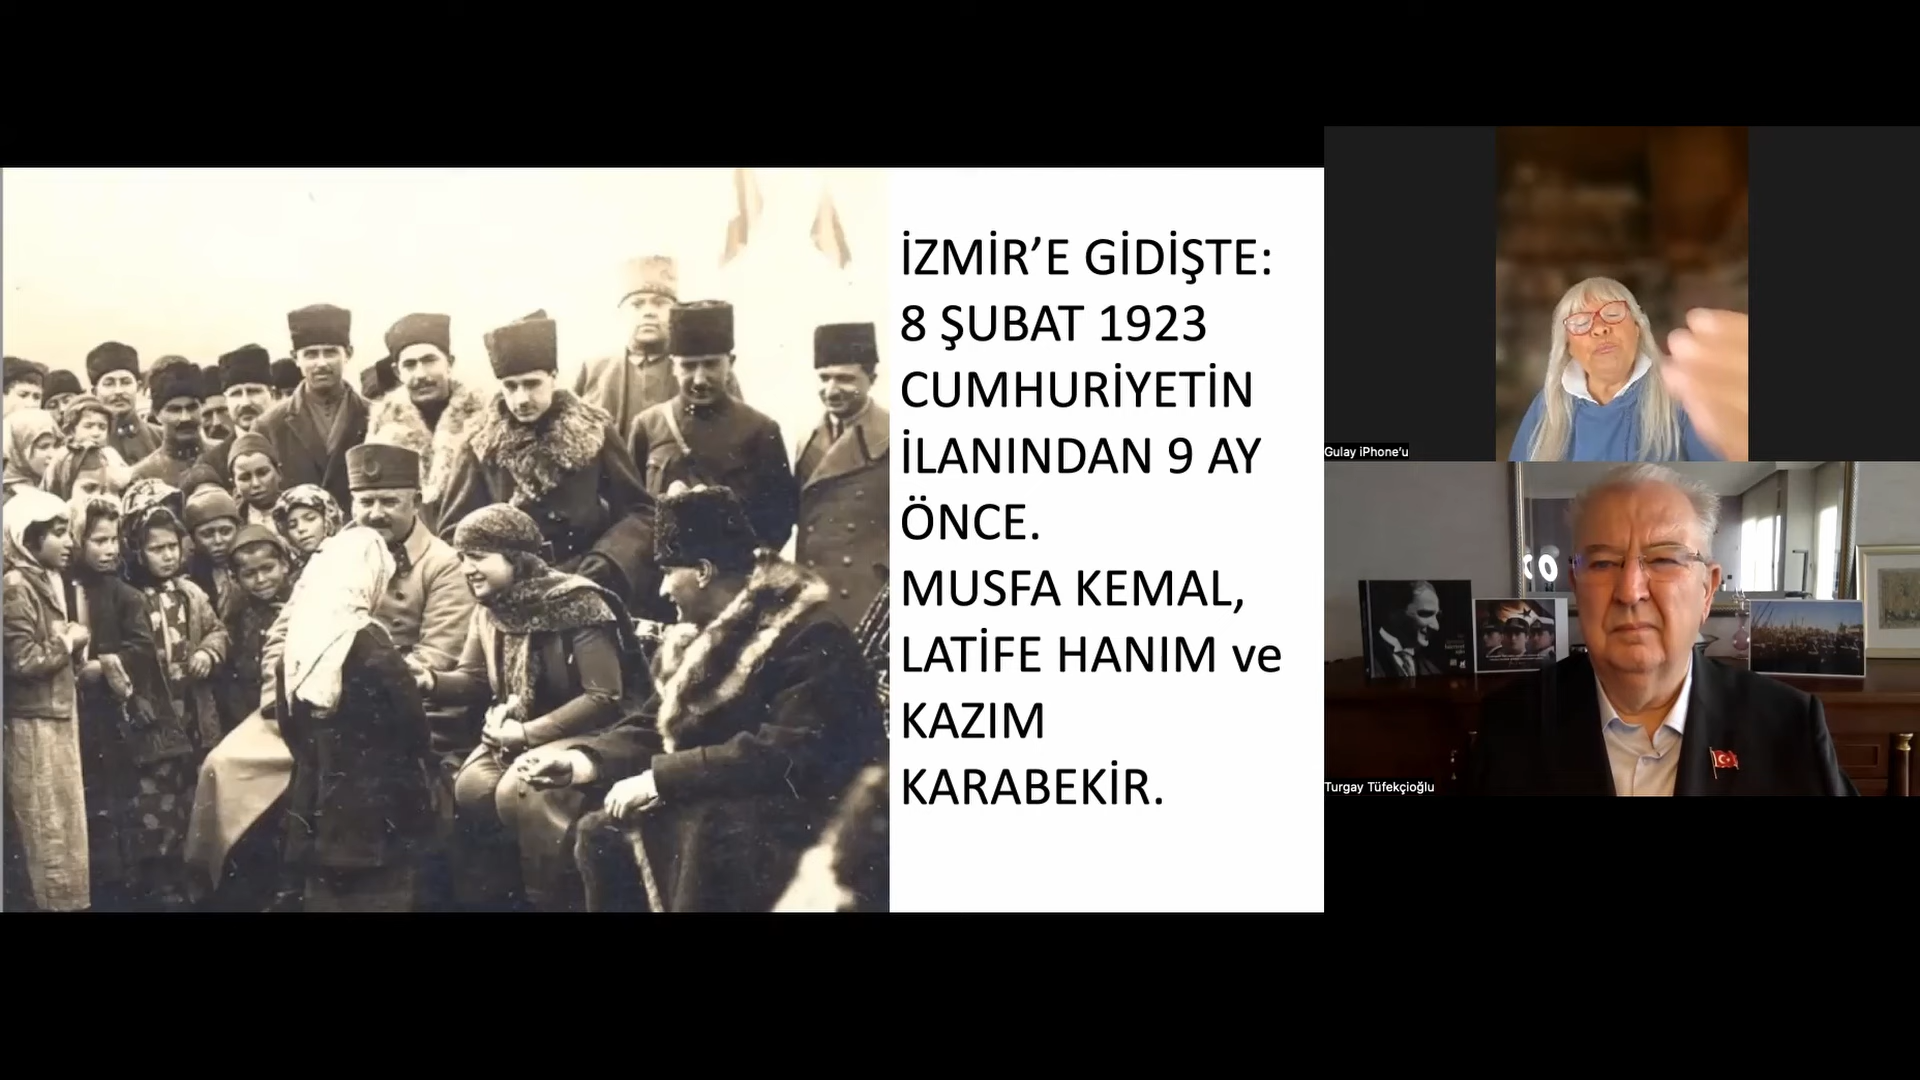 İZMİR’E GİDİŞTE:
8 ŞUBAT 1923
CUMHURİYETİN
İLANINDAN 9 AY
ÖNCE.
MUSFA KEMAL,
LATİFE HANIM ve
KAZIM
KARABEKİR.
Gulay iPhone’u
Turgay Tüfekçioğlu